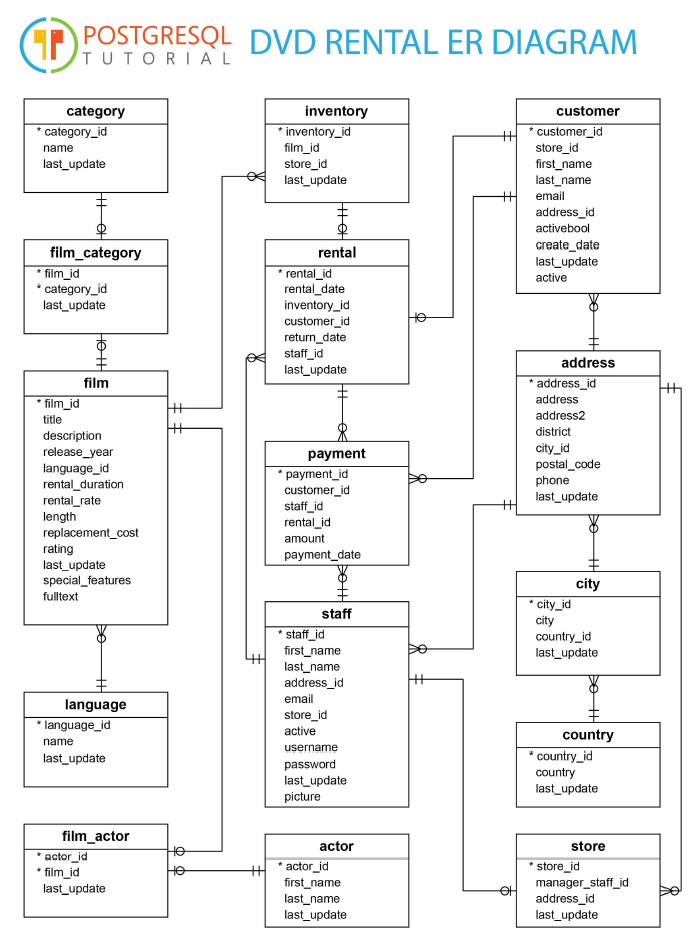 POSTGRESQL
TUTORIAL
DVD RENTAL ER DIAGRAM
category
* category_id
name
last_update
film_category
* film_id
* category_id
last_update
film
* film_id
title
description
release_year
language_id
rental_duration
rental_rate
length
replacement_cost
rating
last_update
special_features
fulltext
language
* language_id
name
last_update
film_actor
* actor_id
* film_id
last_update
inventory
* inventory_id
film_id
store_id
last_update
rental
* rental_id
rental_date
inventory_id
customer_id
return_date
staff_id
last_update
payment
* payment_id
customer_id
staff_id
rental_id
amount
payment_date
staff
* staff_id
first_name
last_name
address_id
email
store_id
active
username
password
last_update
picture
actor
* actor_id
first_name
last_name
last_update
customer
* customer_id
store_id
first_name
last_name
email
address_id
activebool
create_date
last_update
active
address
* address_id
address
address2
district
city_id
postal_code
phone
last_update
city
* city_id
city
country_id
last_update
country
* country_id
country
last_update
store
* store_id
manager_staff_id
address_id
last_update